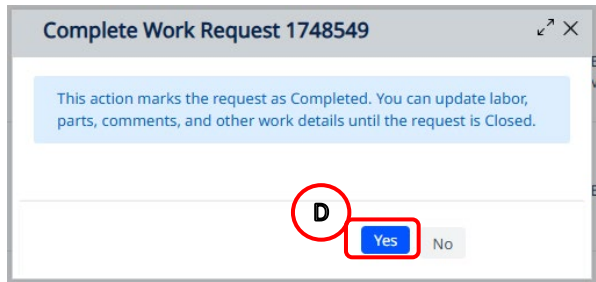 Complete Work Request 1748549
This action marks the request as Completed. You can update labor,
parts, comments, and other work details until the request is Closed.
D
Yes
No